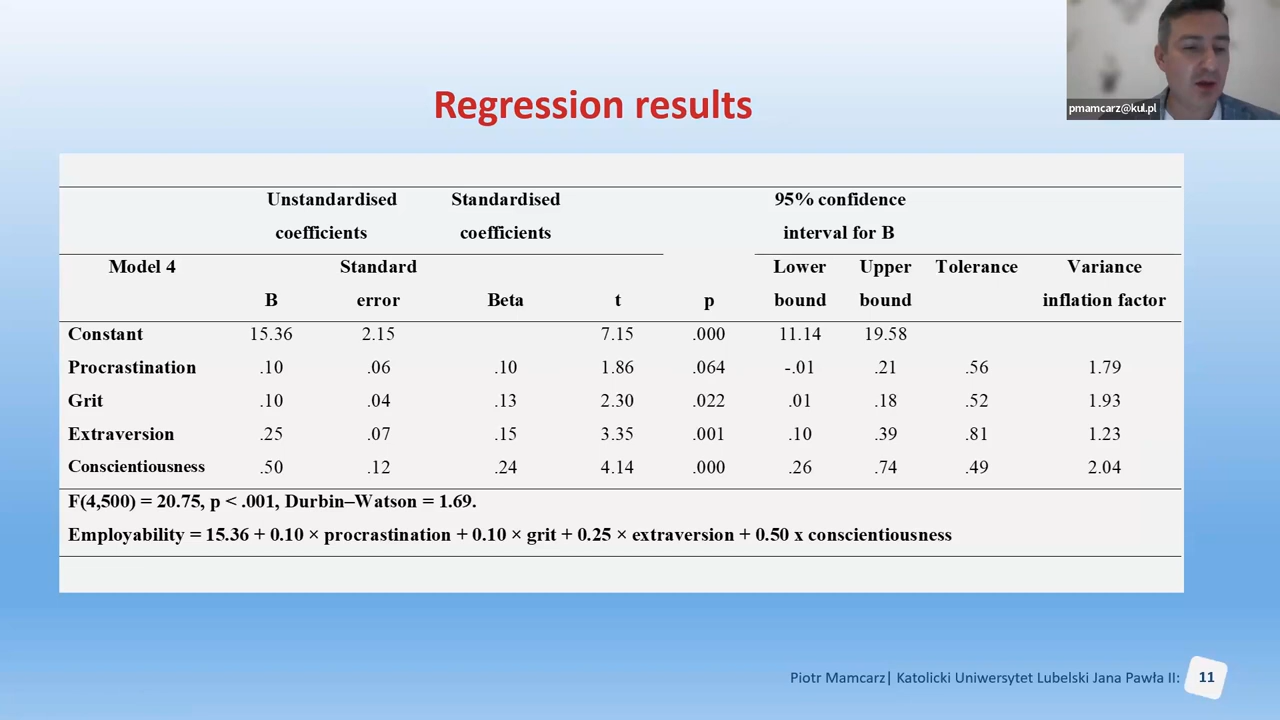 pmamcarz@kul.pl
Regression results
Unstandardised Standardised 95% confidence
coefficients coefficients interval for B
Model 4 Standard Lower Upper Tolerance Variance
B error Beta t p bound bound inflation factor
Constant 15.36 2.15 7.15 .000 11.14 19.58
Procrastination .10 .06 .10 1.86 .064 -.01 .21 .56 1.79
Grit .10 .04 .13 2.30 .022 .01 .18 .52 1.93
Extraversion .25 .07 .15 3.35 .001 .10 .39 .81 1.23
Conscientiousness .50 .12 .24 4.14 .000 .26 .74 .49 2.04
F(4,500) = 20.75, p < .001, Durbin–Watson = 1.69.
Employability = 15.36 + 0.10 × procrastination + 0.10 × grit + 0.25 × extraversion + 0.50 x conscientiousness
Piotr Mamcarz| Katolicki Uniwersytet Lubelski Jana Pawła II: 11